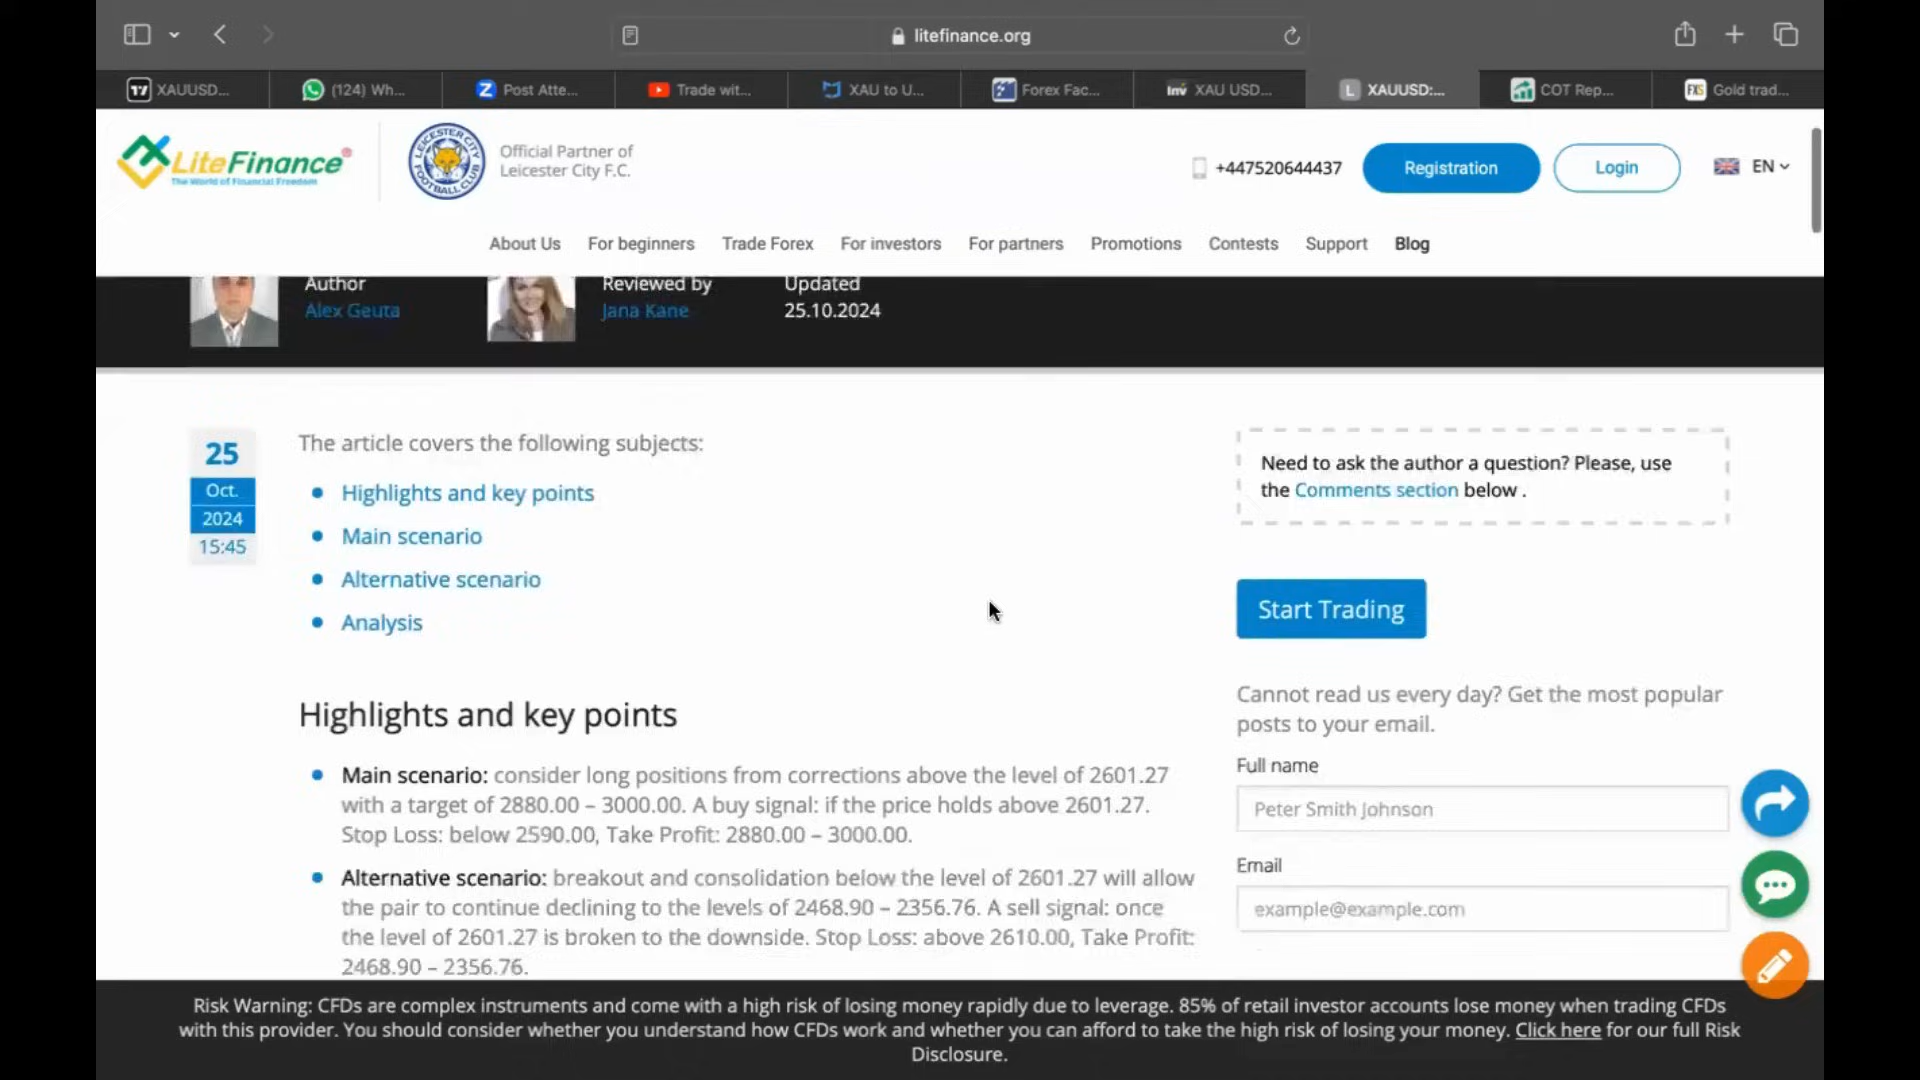 litefinance.org
XAUUSD...
(124) Wh...
Post Atte...
Trade wit...
XAU to U...
Forex Fac...
Inv XAU USD...
L XAUUSD:...
COT Rep...
FXS Gold trad...
LiteFinance
The World of Financial Freedom
LEICESTER CITY
FOOTBALL CLUB
Official Partner of
Leicester City F.C.
+447520644437
Registration
Login
EN
About Us
For beginners
Trade Forex
For investors
For partners
Promotions
Contests
Support
Blog
Author
Alex Geuta
Reviewed by
Jana Kane
Updated
25.10.2024
25
Oct.
2024
15:45
The article covers the following subjects:
Highlights and key points
Main scenario
Alternative scenario
Analysis
Need to ask the author a question? Please, use
the Comments section below .
Start Trading
Highlights and key points
Main scenario: consider long positions from corrections above the level of 2601.27
with a target of 2880.00 – 3000.00. A buy signal: if the price holds above 2601.27.
Stop Loss: below 2590.00, Take Profit: 2880.00 – 3000.00.
Alternative scenario: breakout and consolidation below the level of 2601.27 will allow
the pair to continue declining to the levels of 2468.90 – 2356.76. A sell signal: once
the level of 2601.27 is broken to the downside. Stop Loss: above 2610.00, Take Profit:
2468.90 – 2356.76.
Cannot read us every day? Get the most popular
posts to your email.
Full name
Peter Smith Johnson
Email
example@example.com
Risk Warning: CFDs are complex instruments and come with a high risk of losing money rapidly due to leverage. 85% of retail investor accounts lose money when trading CFDs
with this provider. You should consider whether you understand how CFDs work and whether you can afford to take the high risk of losing your money. Click here for our full Risk
Disclosure.